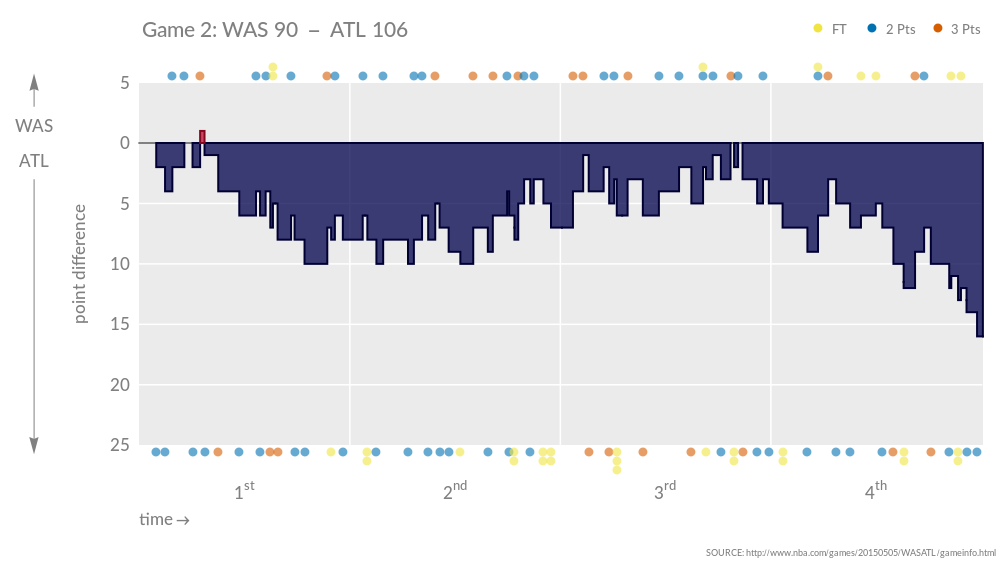 Game 2: WAS 90 – ATL 106
FT 2 Pts 3 Pts
WAS
ATL
point difference
5
0
5
10
15
20
25
1st 2nd 3rd 4th
time→
SOURCE: http://www.nba.com/games/20150505/WASATL/gameinfo.html